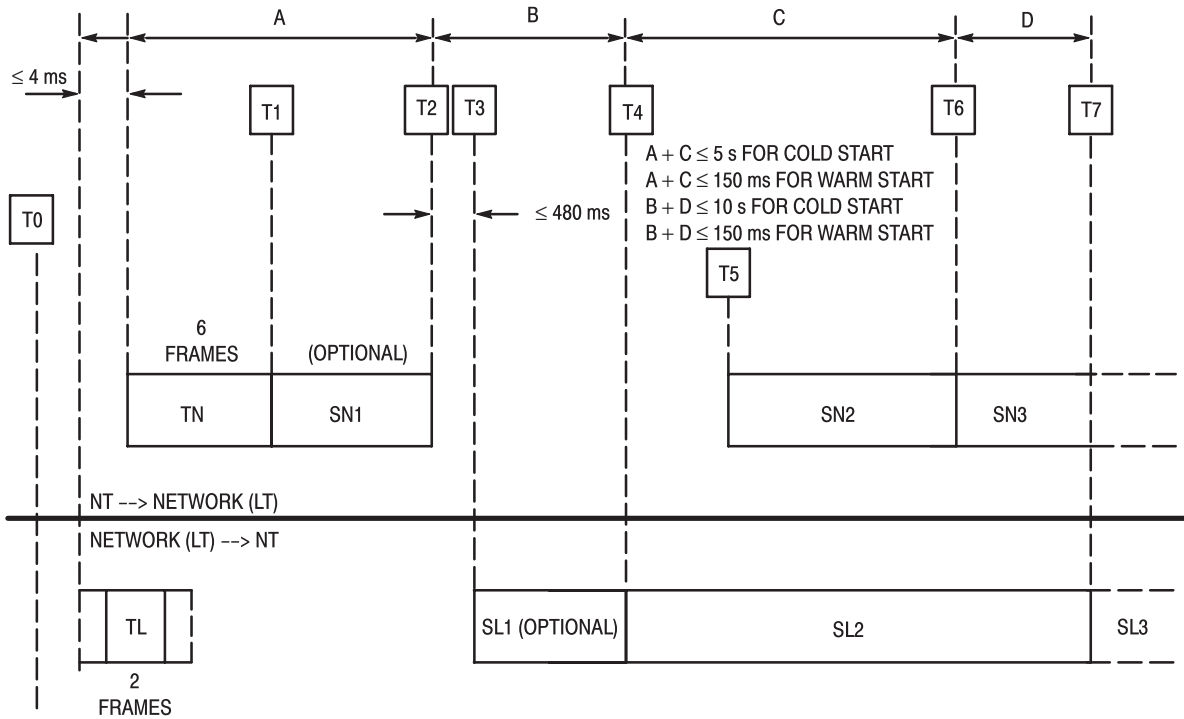 A
B
C
D
≤ 4 ms
T1
T2
T3
T4
T6
T7
A + C ≤ 5 s FOR COLD START
A + C ≤ 150 ms FOR WARM START
B + D ≤ 10 s FOR COLD START
B + D ≤ 150 ms FOR WARM START
T0
≤ 480 ms
T5
6
FRAMES
(OPTIONAL)
TN
SN1
SN2
SN3
NT --> NETWORK (LT)
NETWORK (LT) --> NT
TL
SL1 (OPTIONAL)
SL2
SL3
2
FRAMES